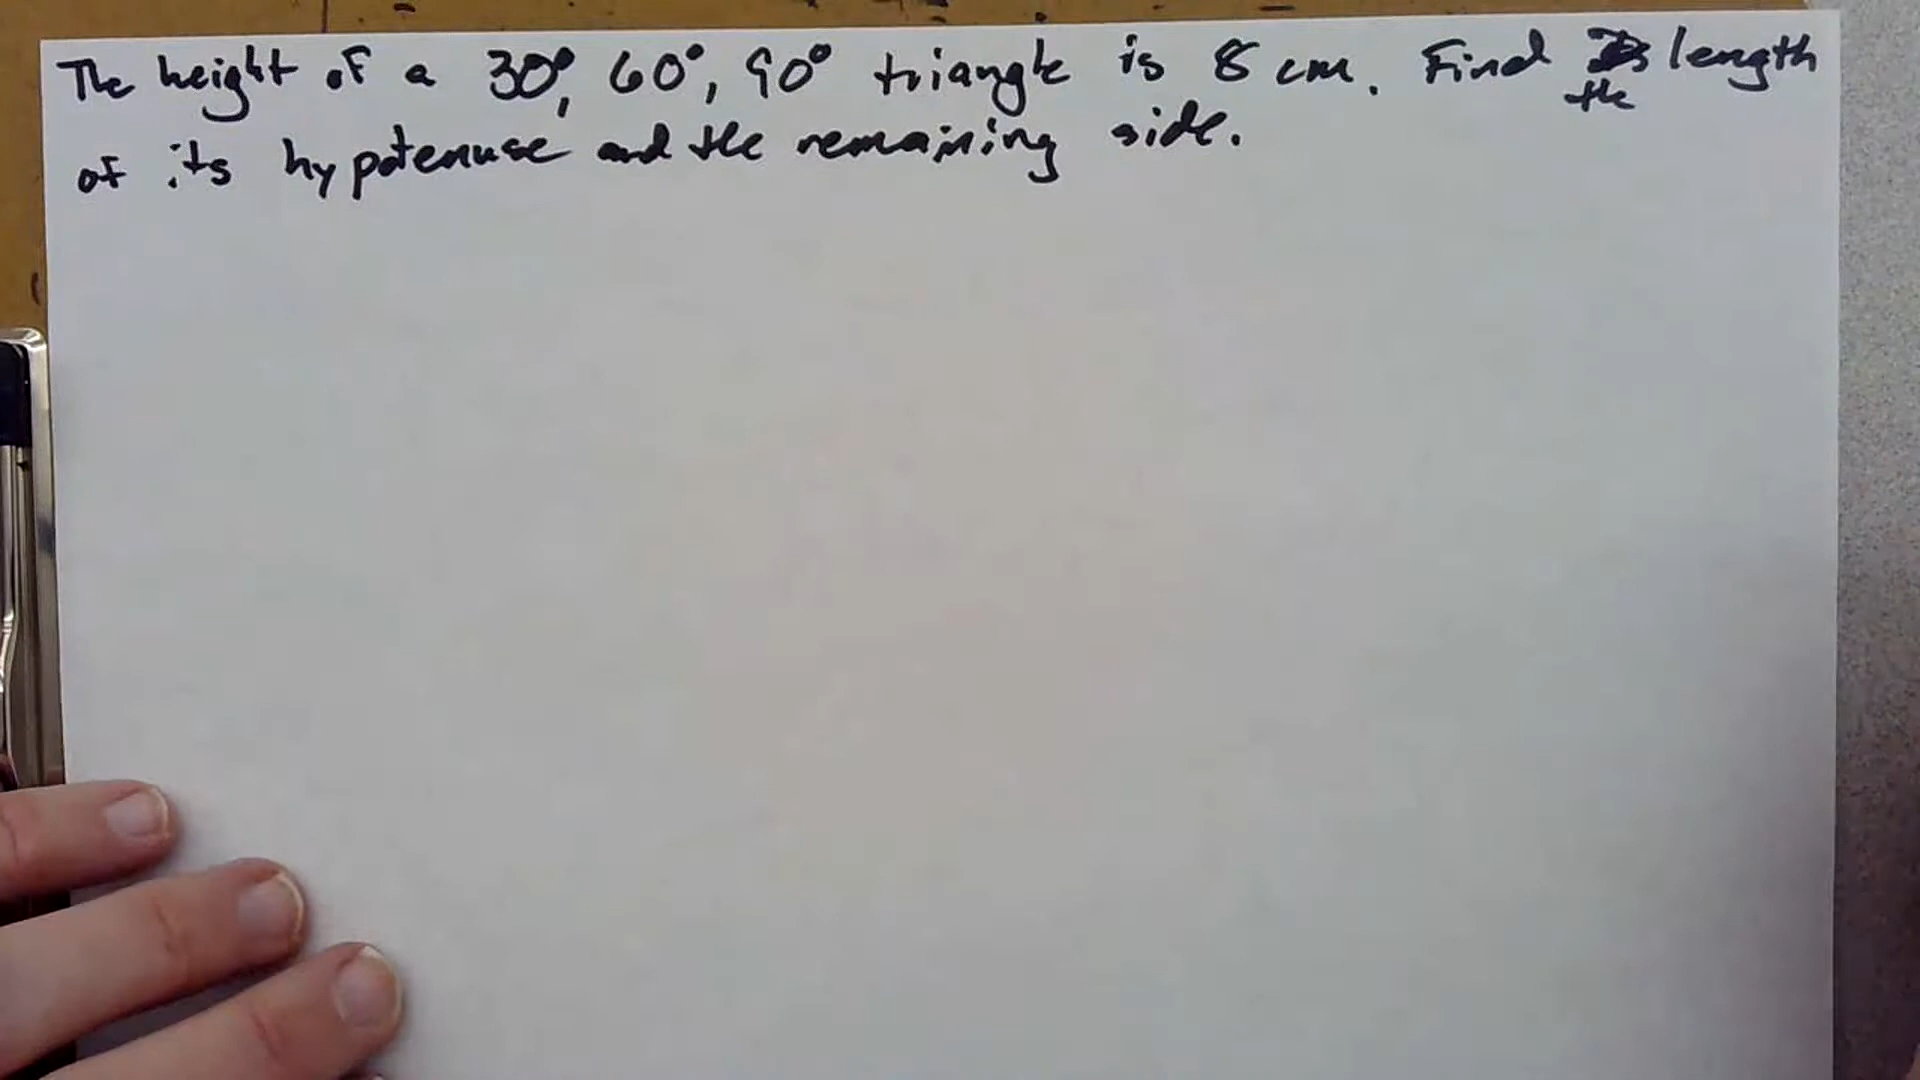 The height of a 30°, 60°, 90° triangle is 8 cm. Find the length
of its hypotenuse and the remaining side.